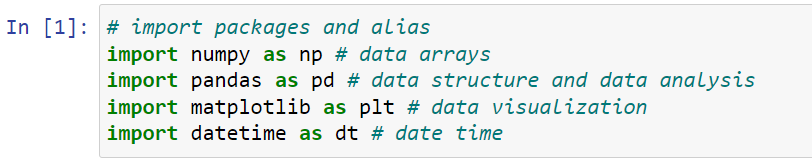 In [1]: # import packages and alias
import numpy as np # data arrays
import pandas as pd # data structure and data analysis
import matplotlib as plt # data visualization
import datetime as dt # date time